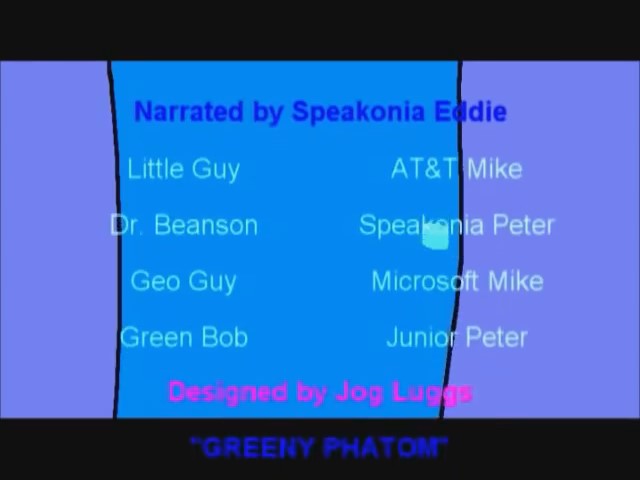 Narrated by Speakonia Eddie
Little Guy AT&T Mike
Dr. Beanson Speakonia Peter
Geo Guy Microsoft Mike
Green Bob Junior Peter
Designed by Jog Luggs
"GREENY PHATOM"